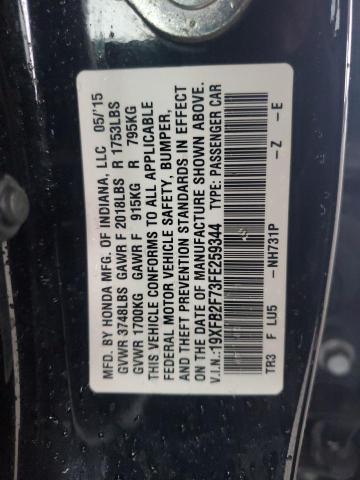 MFD. BY HONDA MFG. OF INDIANA, LLC 05/'15
GVWR 3748LBS GAWR F 2018LBS R 1753LBS
GVWR 1700KG GAWR F 915KG R 795KG
THIS VEHICLE CONFORMS TO ALL APPLICABLE
FEDERAL MOTOR VEHICLE SAFETY, BUMPER,
AND THEFT PREVENTION STANDARDS IN EFFECT
ON THE DATE OF MANUFACTURE SHOWN ABOVE.
V.I.N.:19XFB2F73FE259344 TYPE: PASSENGER CAR
TR3 F LU5 -NH731P -Z -E